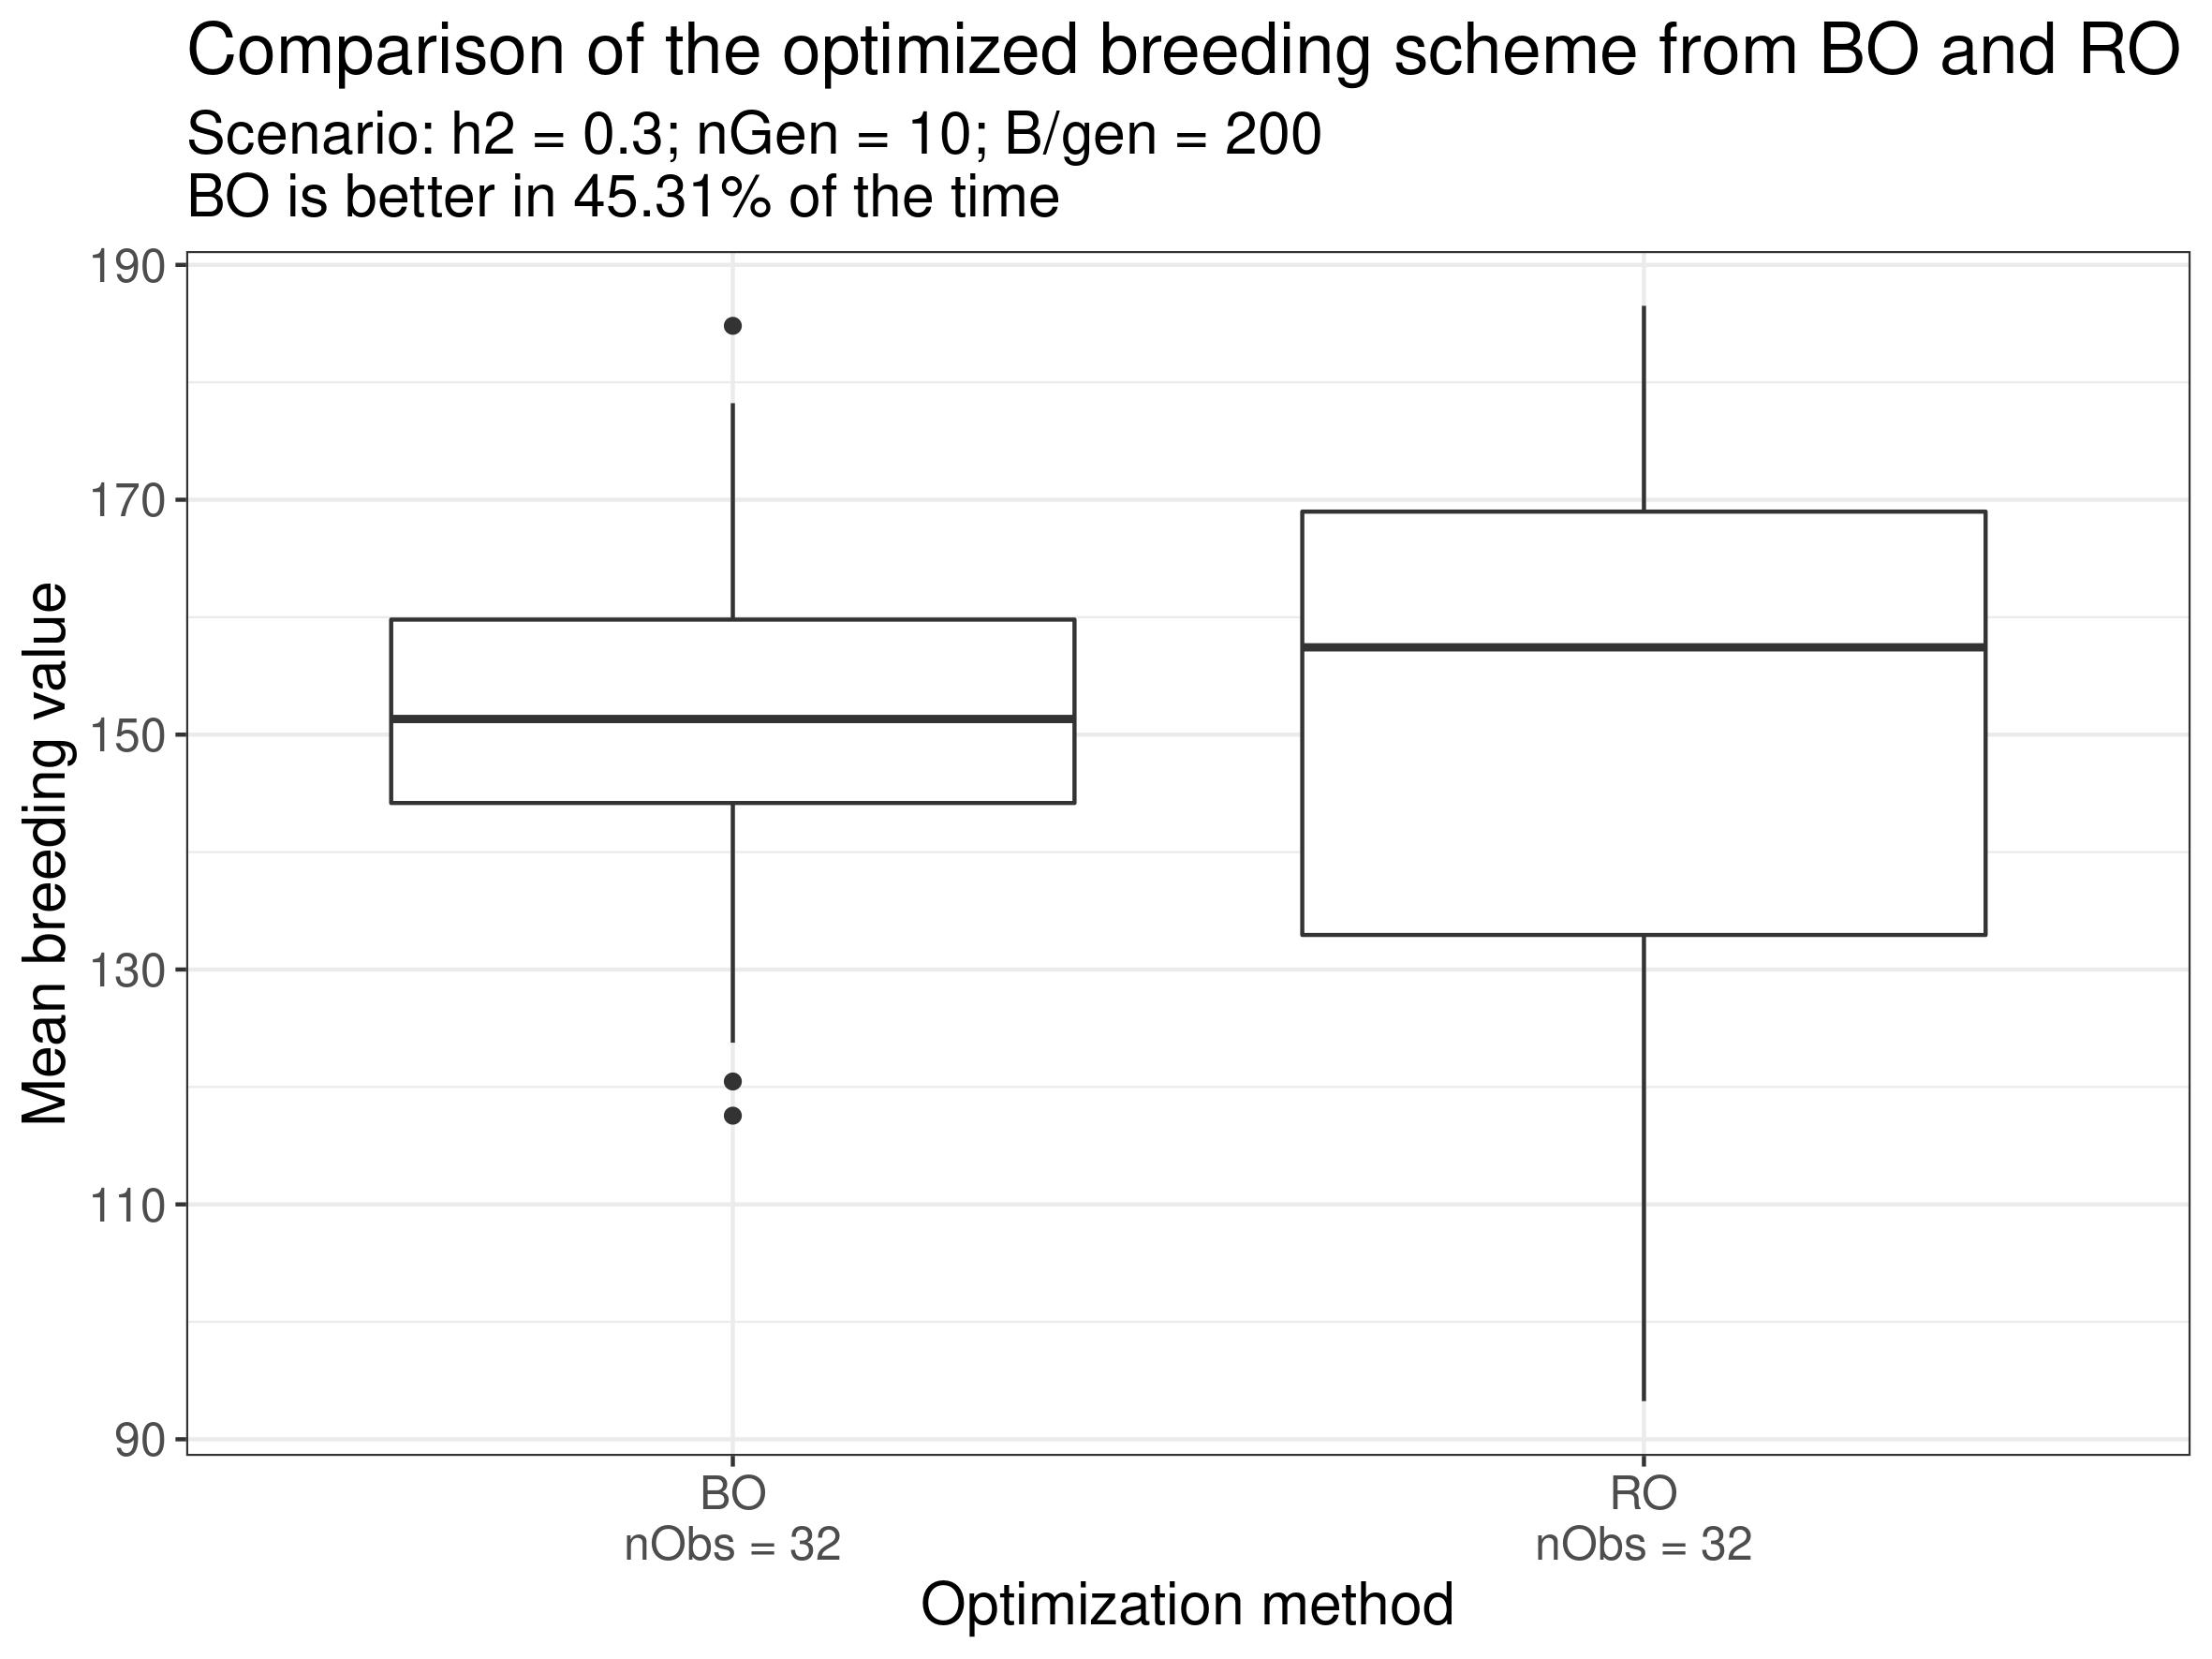 Comparison of the optimized breeding scheme from BO and RO
Scenario: h2 = 0.3; nGen = 10; B/gen = 200
BO is better in 45.31% of the time
Mean breeding value
190
170
150
130
110
90
BO
nObs = 32
RO
nObs = 32
Optimization method